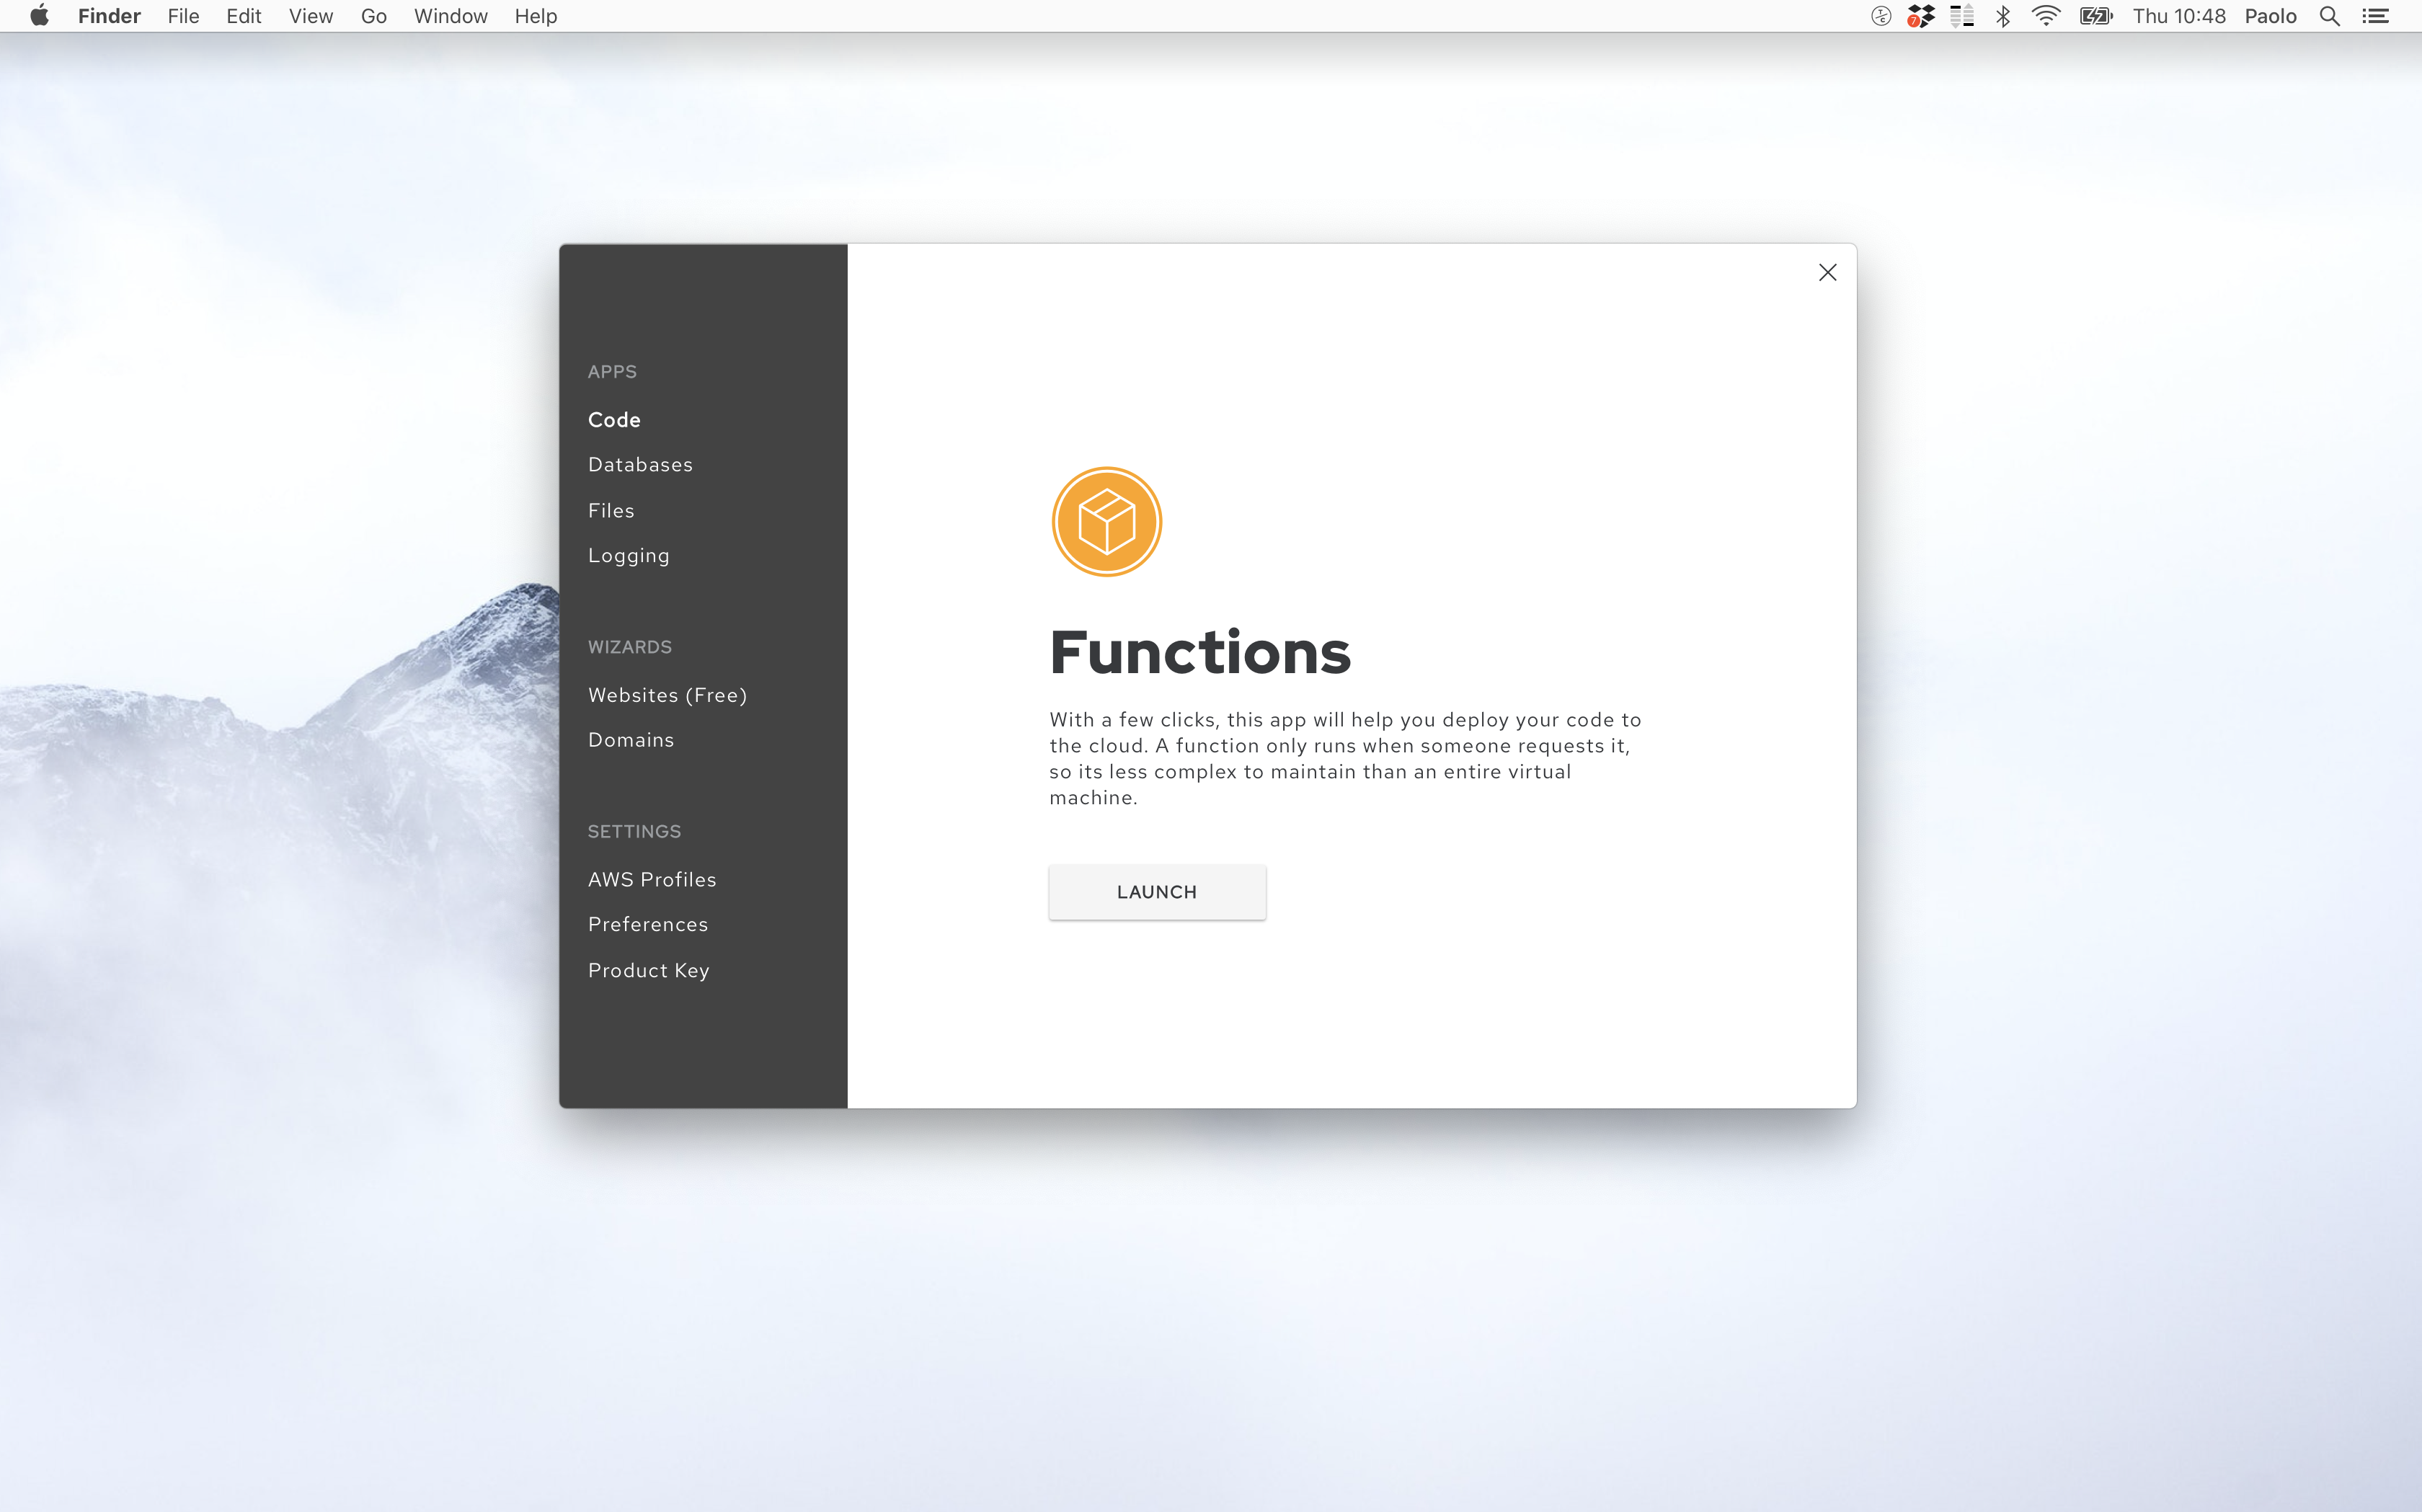 Finder File Edit View Go Window Help 7 Thu 10:48 Paolo
APPS
Code
Databases
Files
Logging
WIZARDS
Websites (Free)
Domains
SETTINGS
AWS Profiles
Preferences
Product Key
Functions
With a few clicks, this app will help you deploy your code to
the cloud. A function only runs when someone requests it,
so its less complex to maintain than an entire virtual
machine.
LAUNCH